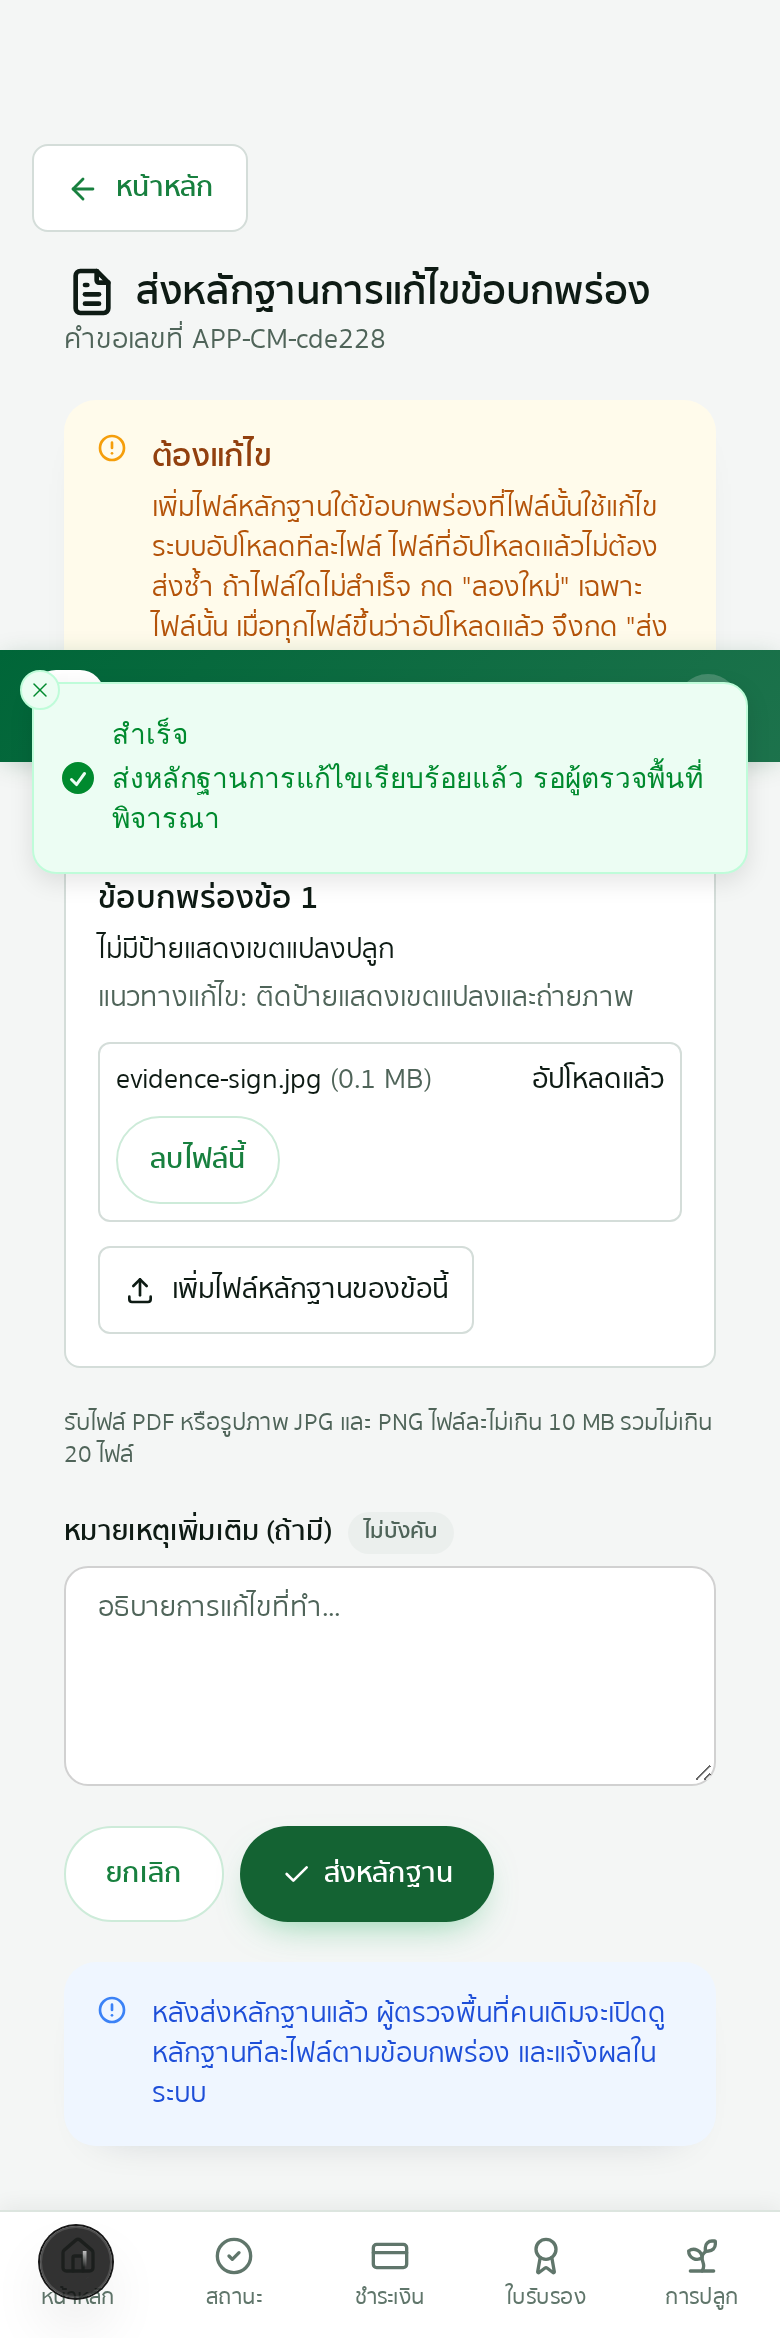 หน้าหลัก
ส่งหลักฐานการแก้ไขข้อบกพร่อง
คำขอเลขที่ APP-CM-cde228
ต้องแก้ไข
เพิ่มไฟล์หลักฐานใต้ข้อบกพร่องที่ไฟล์นั้นใช้แก้ไข
ระบบอัปโหลดทีละไฟล์ ไฟล์ที่อัปโหลดแล้วไม่ต้อง
ส่งซ้ำ ถ้าไฟล์ใดไม่สำเร็จ กด "ลองใหม่" เฉพาะ
ไฟล์นั้น เมื่อทุกไฟล์ขึ้นว่าอัปโหลดแล้ว จึงกด "ส่ง
สำเร็จ
ส่งหลักฐานการแก้ไขเรียบร้อยแล้ว รอผู้ตรวจพื้นที่
พิจารณา
ข้อบกพร่องข้อ 1
ไม่มีป้ายแสดงเขตแปลงปลูก
แนวทางแก้ไข: ติดป้ายแสดงเขตแปลงและถ่ายภาพ
evidence-sign.jpg (0.1 MB) อัปโหลดแล้ว
ลบไฟล์นี้
เพิ่มไฟล์หลักฐานของข้อนี้
รับไฟล์ PDF หรือรูปภาพ JPG และ PNG ไฟล์ละไม่เกิน 10 MB รวมไม่เกิน
20 ไฟล์
หมายเหตุเพิ่มเติม (ถ้ามี) ไม่บังคับ
อธิบายการแก้ไขที่ทำ...
ยกเลิก ส่งหลักฐาน
หลังส่งหลักฐานแล้ว ผู้ตรวจพื้นที่คนเดิมจะเปิดดู
หลักฐานทีละไฟล์ตามข้อบกพร่อง และแจ้งผลใน
ระบบ
หน้าหลัก สถานะ ชำระเงิน ใบรับรอง การปลูก